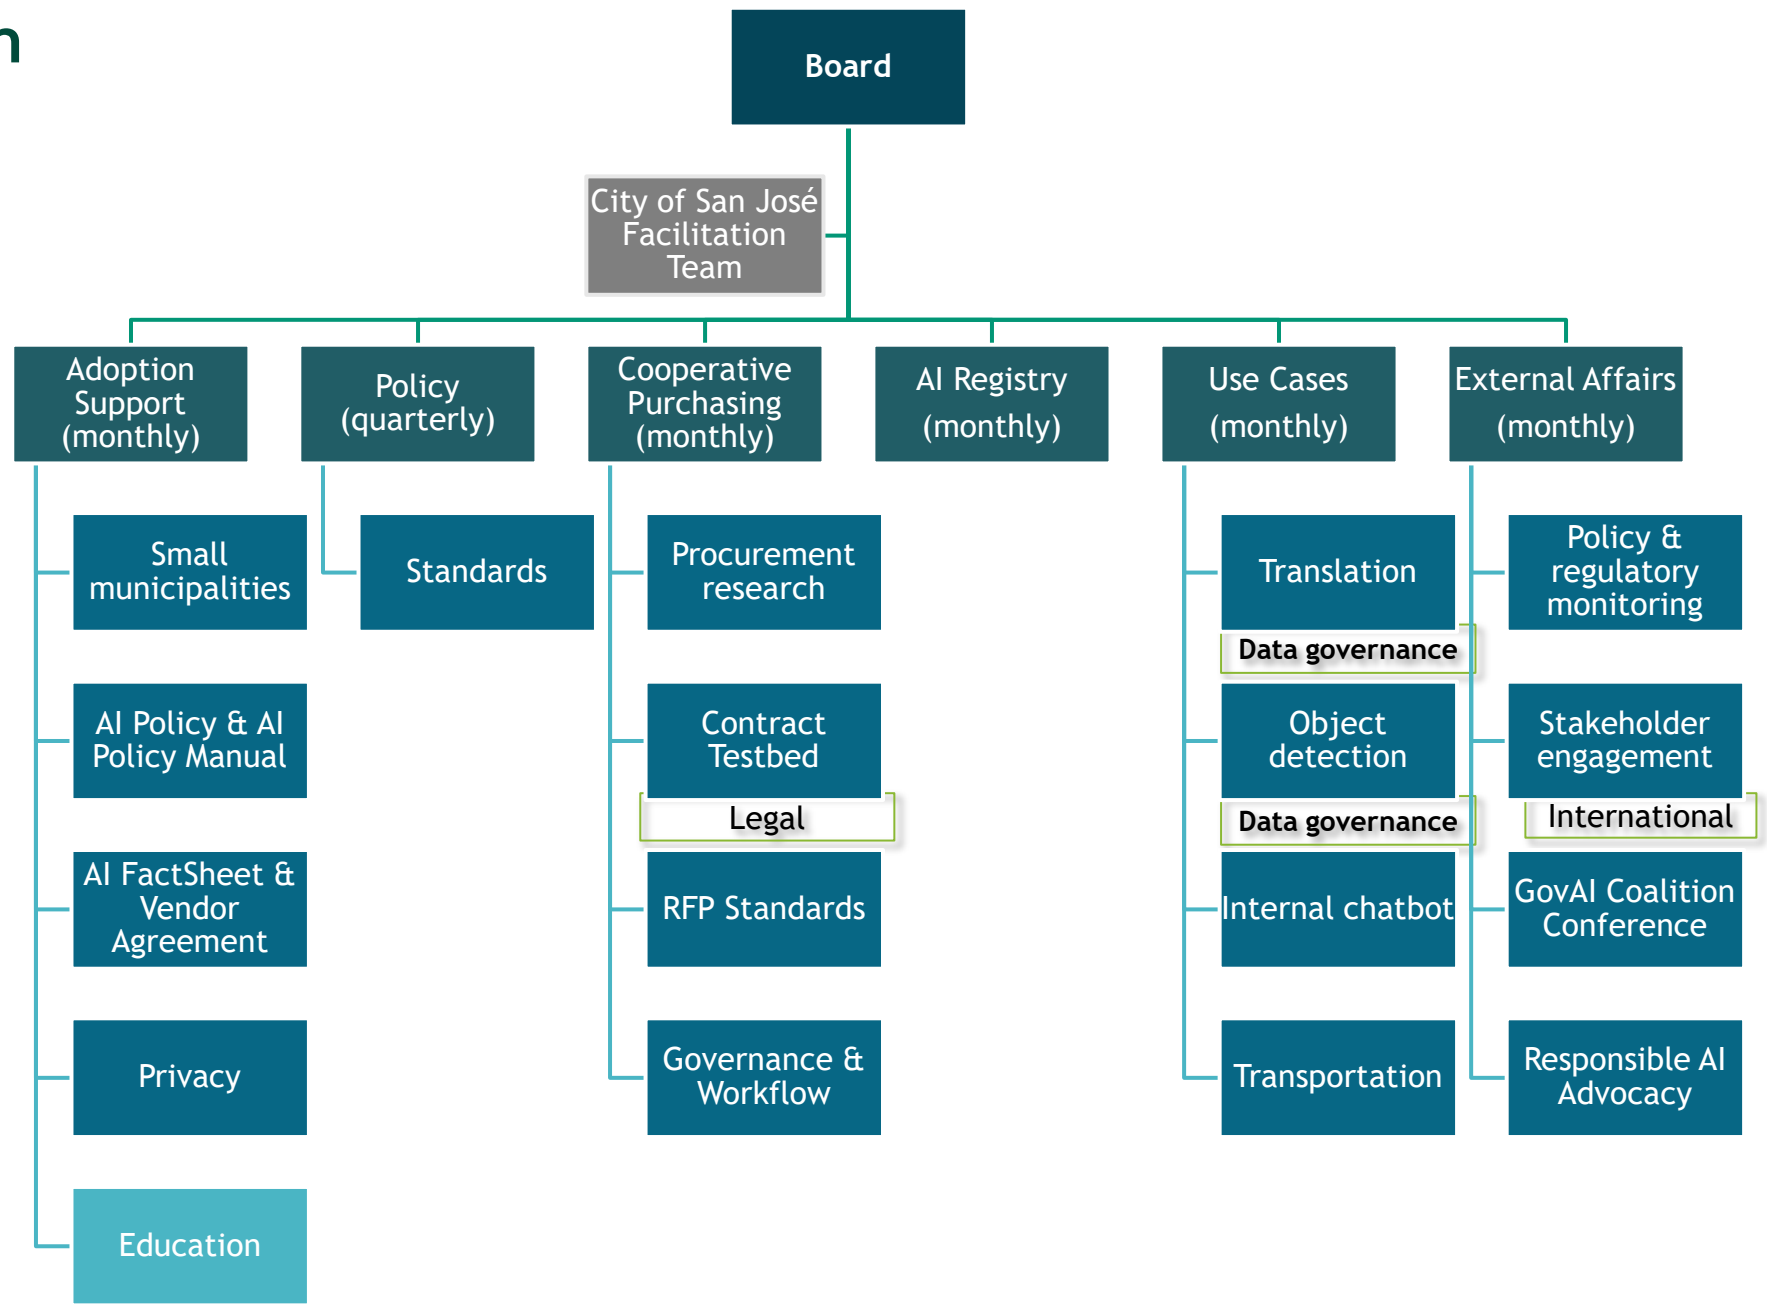 n
Board
City of San José
Facilitation
Team
Adoption
Support
(monthly)
Policy
(quarterly)
Cooperative
Purchasing
(monthly)
AI Registry
(monthly)
Use Cases
(monthly)
External Affairs
(monthly)
Small
municipalities
AI Policy & AI
Policy Manual
AI FactSheet &
Vendor
Agreement
Privacy
Education
Standards
Procurement
research
Contract
Testbed
Legal
RFP Standards
Governance &
Workflow
Translation
Data governance
Object
detection
Data governance
Internal chatbot
Transportation
Policy &
regulatory
monitoring
Stakeholder
engagement
International
GovAI Coalition
Conference
Responsible AI
Advocacy